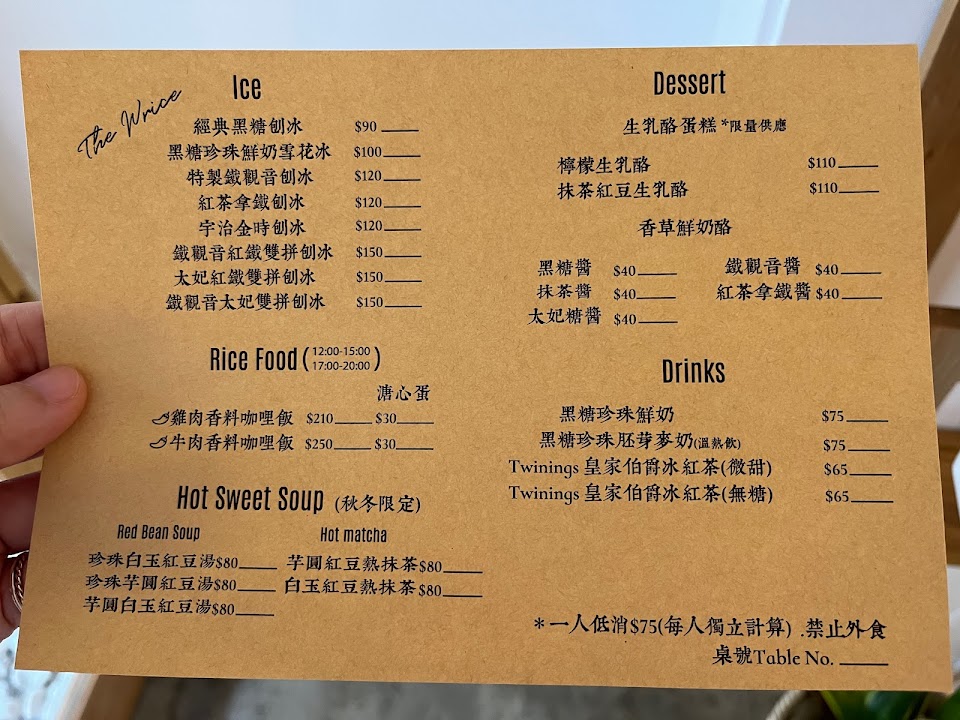 The Wrice
Ice
經典黑糖刨冰 $90
黑糖珍珠鮮奶雪花冰 $100
特製鐵觀音刨冰 $120
紅茶拿鐵刨冰 $120
宇治金時刨冰 $120
鐵觀音紅鐵雙拼刨冰 $150
太妃紅鐵雙拼刨冰 $150
鐵觀音太妃雙拼刨冰 $150
Rice Food (12:00-15:00 17:00-20:00)
溏心蛋
雞肉香料咖哩飯 $210 $30
牛肉香料咖哩飯 $250 $30
Hot Sweet Soup (秋冬限定)
Red Bean Soup
珍珠白玉紅豆湯$80
珍珠芋圓紅豆湯$80
芋圓白玉紅豆湯$80
Hot matcha
芋圓紅豆熱抹茶$80
白玉紅豆熱抹茶$80
Dessert
生乳酪蛋糕 *限量供應
檸檬生乳酪 $110
抹茶紅豆生乳酪 $110
香草鮮奶酪
黑糖醬 $40 鐵觀音醬 $40
抹茶醬 $40 紅茶拿鐵醬 $40
太妃糖醬 $40
Drinks
黑糖珍珠鮮奶 $75
黑糖珍珠胚芽麥奶(溫熱飲) $75
Twinings 皇家伯爵冰紅茶(微甜) $65
Twinings 皇家伯爵冰紅茶(無糖) $65
*一人低消$75(每人獨立計算) .禁止外食
桌號Table No.